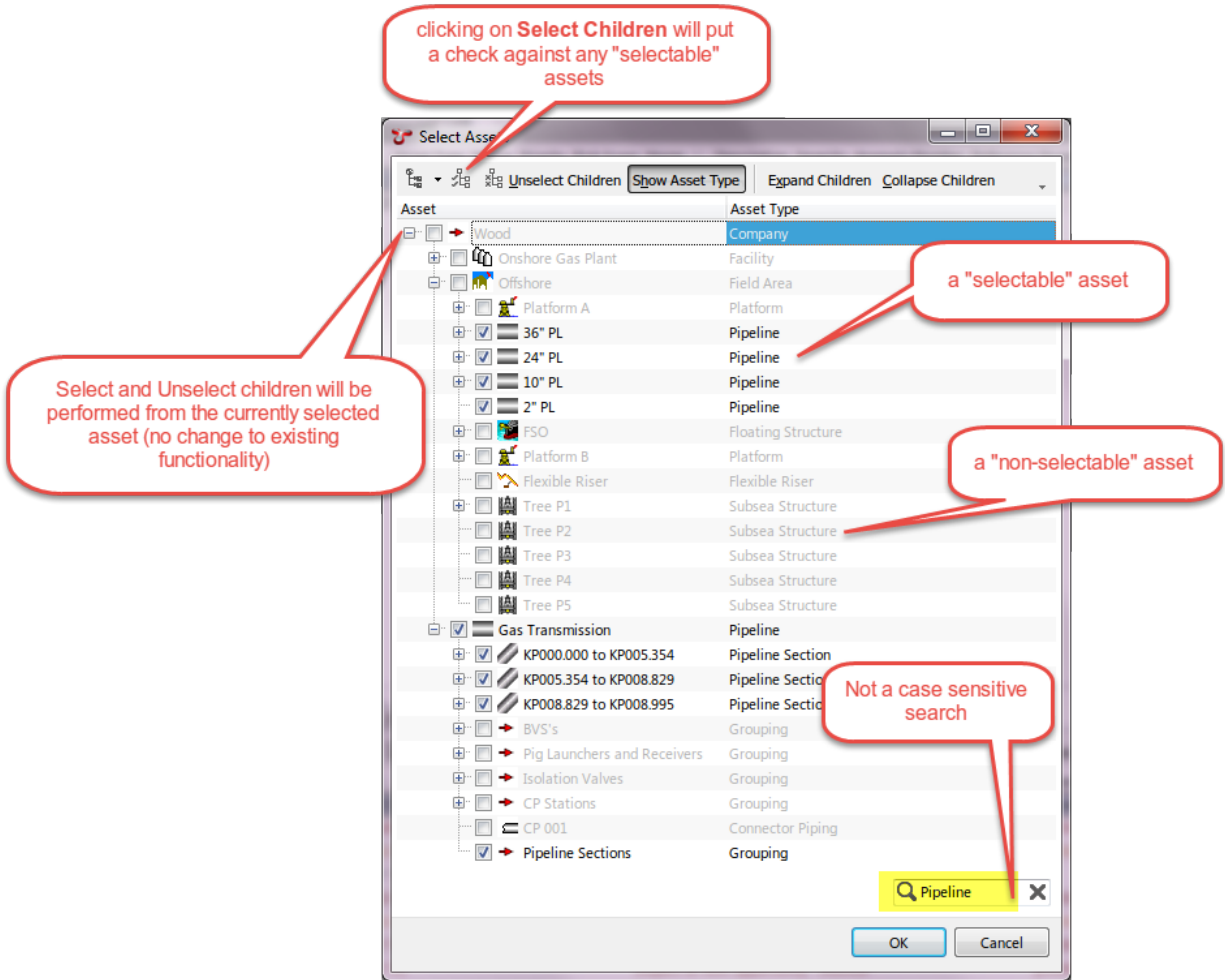 clicking on Select Children will put
a check against any "selectable"
assets
Select Asse
Unselect Children Show Asset Type Expand Children Collapse Children
Asset Asset Type
Wood Company
Onshore Gas Plant Facility
Offshore Field Area
a "selectable" asset
Platform A Platform
36" PL Pipeline
24" PL Pipeline
10" PL Pipeline
2" PL Pipeline
Select and Unselect children will be
performed from the currently selected
asset (no change to existing
functionality)
FSO Floating Structure
Platform B Platform
a "non-selectable" asset
Flexible Riser Flexible Riser
Tree P1 Subsea Structure
Tree P2 Subsea Structure
Tree P3 Subsea Structure
Tree P4 Subsea Structure
Tree P5 Subsea Structure
Gas Transmission Pipeline
KP000.000 to KP005.354 Pipeline Section
KP005.354 to KP008.829 Pipeline Sectio
KP008.829 to KP008.995 Pipeline Sectio
Not a case sensitive
search
BVS's Grouping
Pig Launchers and Receivers Grouping
Isolation Valves Grouping
CP Stations Grouping
CP 001 Connector Piping
Pipeline Sections Grouping
Pipeline
OK Cancel